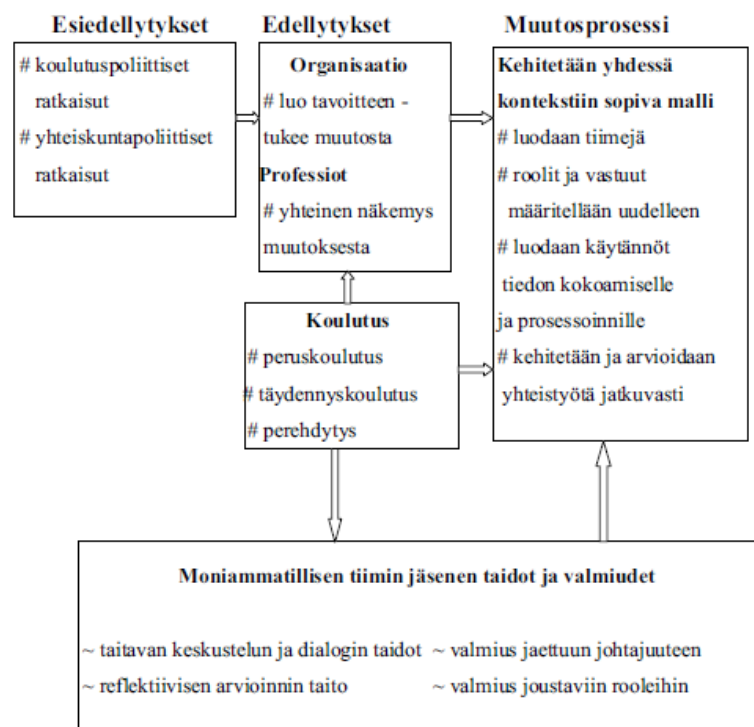 Esiedellytykset
# koulutuspoliittiset
ratkaisut
# yhteiskuntapoliittiset
ratkaisut
Edellytykset
Organisaatio
# luo tavoitteen -
tukee muutosta
Professiot
# yhteinen näkemys
muutoksesta
Koulutus
# peruskoulutus
# täydennyskoulutus
# perehdytys
Muutosprosessi
Kehitetään yhdessä
kontekstiin sopiva malli
# luodaan tiimejä
# roolit ja vastuut
määritellään uudelleen
# luodaan käytännöt
tiedon kokoamiselle
ja prosessoinnille
# kehitetään ja arvioidaan
yhteistyötä jatkuvasti
Moniammatillisen tiimin jäsenen taidot ja valmiudet
~ taitavan keskustelun ja dialogin taidot ~ valmius jaettuun johtajuuteen
~ reflektiivisen arvioinnin taito ~ valmius joustaviin rooleihin